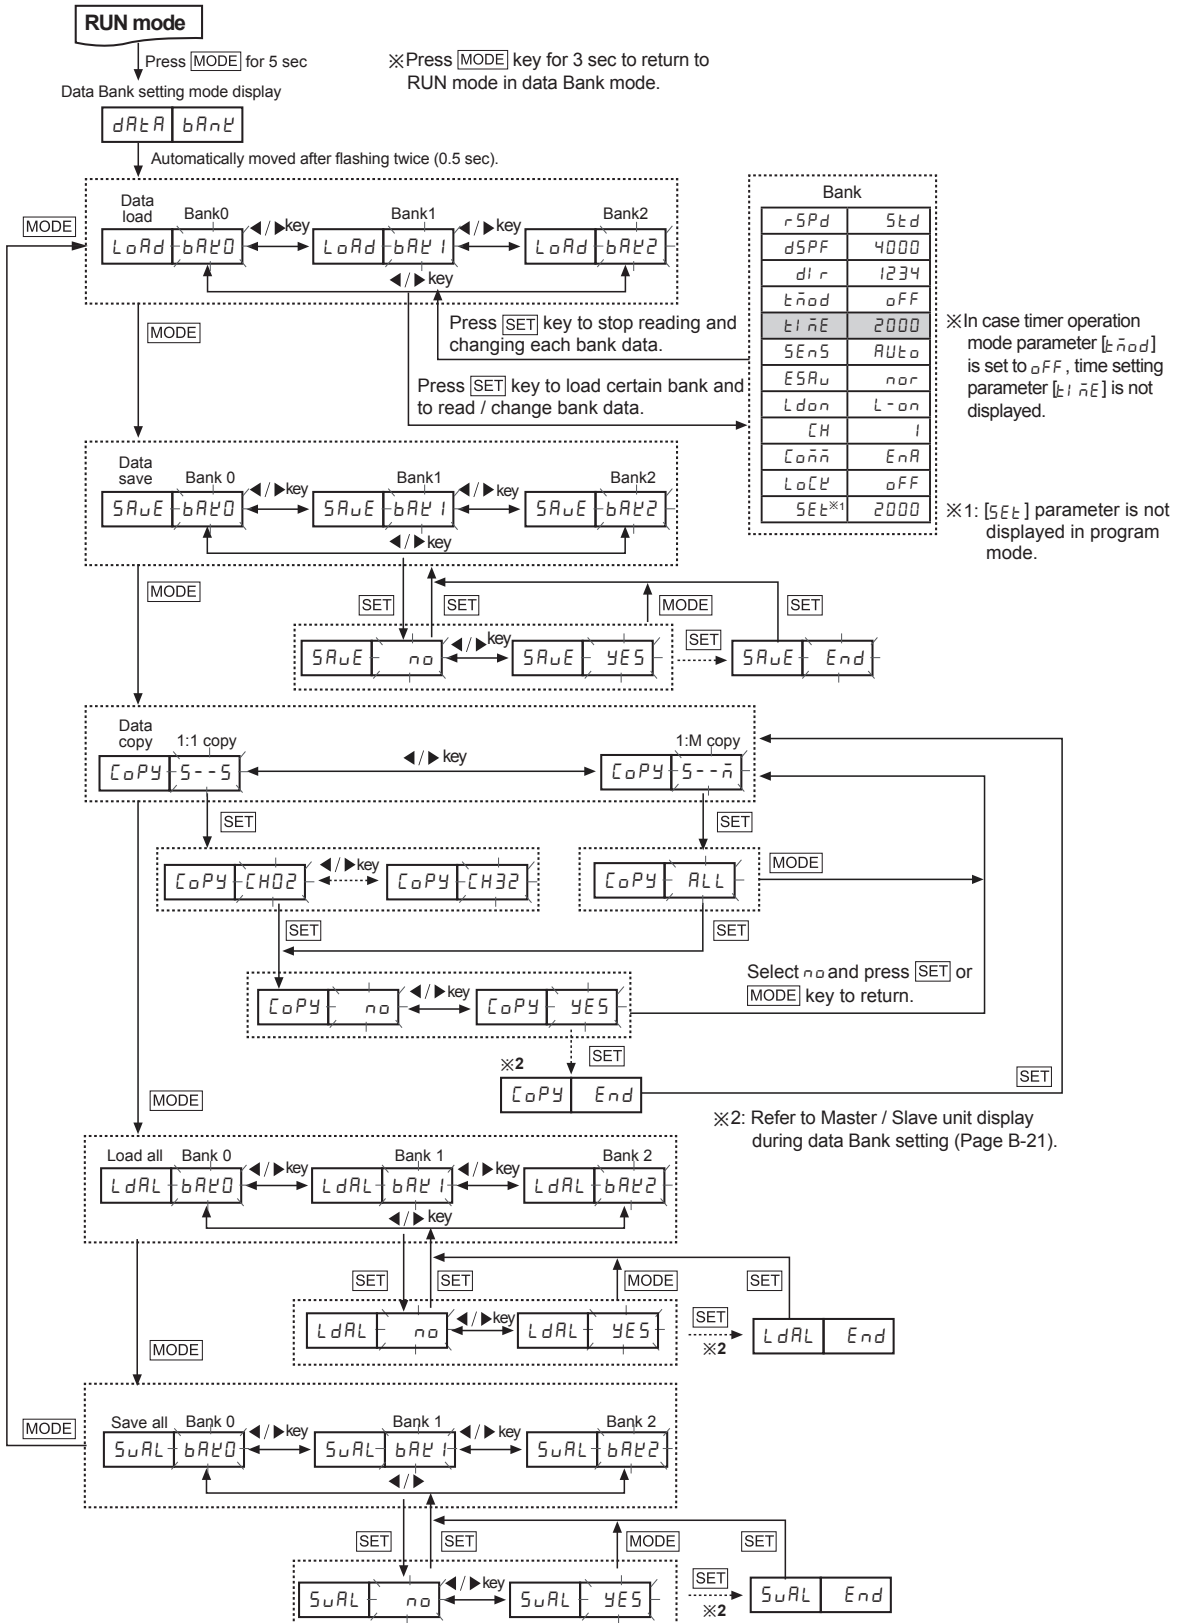 RUN mode
Press MODE for 5 sec
※Press MODE key for 3 sec to return to
RUN mode in data Bank mode.
Data Bank setting mode display
dAtA bAnk
Automatically moved after flashing twice (0.5 sec).
MODE
Data
load
Bank0
◀/▶key
Bank1
◀/▶key
Bank2
LoAd bAk0
LoAd bAk1
LoAd bAk2
◀/▶key
MODE
Press SET key to stop reading and
changing each bank data.
Press SET key to load certain bank and
to read / change bank data.
Bank
rSPd Std
dSPF 4000
dIr 1234
tmod oFF
tImE 2000
SEnS AUto
ESAv nor
Ldon L-on
CH 1
Comm EnA
LoCk oFF
SEt※1 2000
※In case timer operation
mode parameter [tmod]
is set to oFF, time setting
parameter [tImE] is not
displayed.
※1: [SEt] parameter is not
displayed in program
mode.
Data
save
Bank 0
◀/▶key
Bank1
◀/▶key
Bank2
SAvE bAk0
SAvE bAk1
SAvE bAk2
◀/▶key
MODE
SET
SET
MODE
SET
SAvE no
◀/▶key
SAvE YES
SET
SAvE End
Data
copy
1:1 copy
◀/▶key
1:M copy
CoPY S--S
CoPY S--m
SET
SET
CoPY CH02
◀/▶key
CoPY CH32
CoPY ALL
MODE
SET
SET
CoPY no
◀/▶key
CoPY YES
Select no and press SET or
MODE key to return.
※2
SET
CoPY End
SET
※2: Refer to Master / Slave unit display
during data Bank setting (Page B-21).
MODE
Load all
Bank 0
◀/▶key
Bank 1
◀/▶key
Bank 2
LdAL bAk0
LdAL bAk1
LdAL bAk2
◀/▶key
SET
SET
MODE
SET
LdAL no
◀/▶key
LdAL YES
SET
※2
LdAL End
MODE
MODE
Save all
Bank 0
◀/▶key
Bank 1
◀/▶key
Bank 2
SvAL bAk0
SvAL bAk1
SvAL bAk2
◀/▶
SET
SET
MODE
SET
SvAL no
◀/▶key
SvAL YES
SET
※2
SvAL End